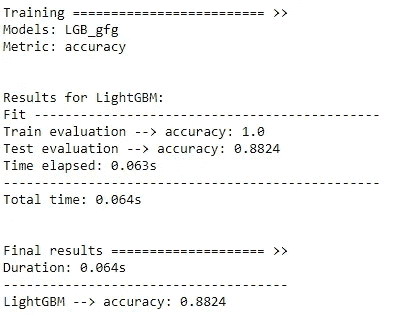 Training ========================= >>
Models: LGB_gfg
Metric: accuracy
Results for LightGBM:
Fit ---------------------------------------------
Train evaluation --> accuracy: 1.0
Test evaluation --> accuracy: 0.8824
Time elapsed: 0.063s
-------------------------------------------------
Total time: 0.064s
Final results ==================== >>
Duration: 0.064s
-------------------------------------
LightGBM --> accuracy: 0.8824